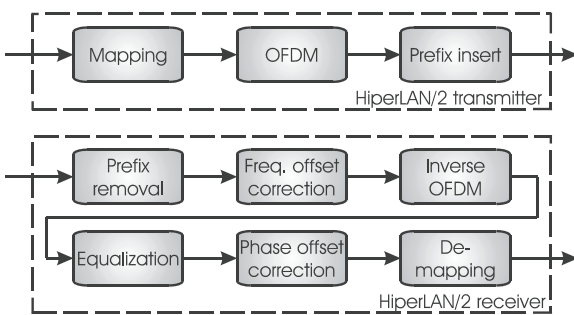 Mapping
OFDM
Prefix insert
HiperLAN/2 transmitter
Prefix
removal
Freq. offset
correction
Inverse
OFDM
Equalization
Phase offset
correction
De-
mapping
HiperLAN/2 receiver